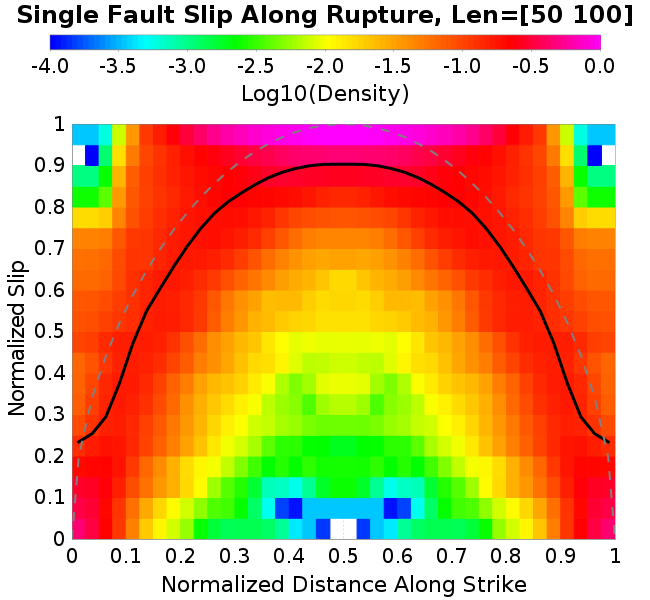 Single Fault Slip Along Rupture, Len=[50 100]
-4.0 -3.5 -3.0 -2.5 -2.0 -1.5 -1.0 -0.5 0.0
Log10(Density)
Normalized Slip
1
0.9
0.8
0.7
0.6
0.5
0.4
0.3
0.2
0.1
0
0 0.1 0.2 0.3 0.4 0.5 0.6 0.7 0.8 0.9 1
Normalized Distance Along Strike